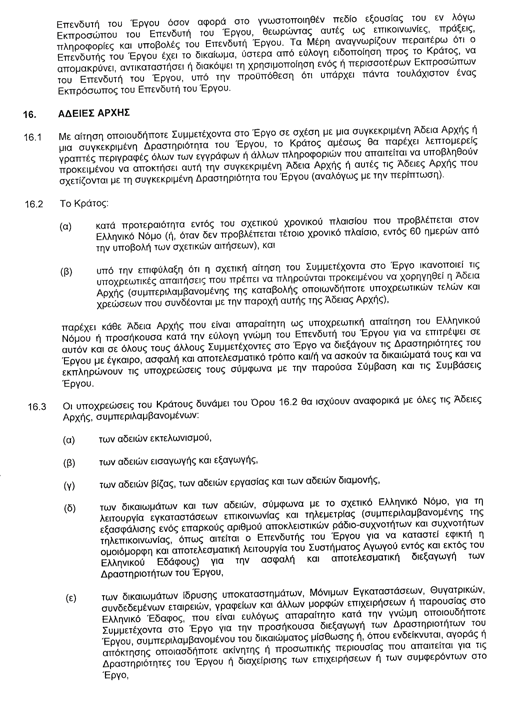 Επενδυτή του Έργου όσον αφορά στο γνωστοποιηθέν πεδίο εξουσίας του εν λόγω
Εκπροσώπου του Επενδυτή του Έργου, θεωρώντας αυτές ως επικοινωνίες, πράξεις,
πληροφορίες και υποβολές του Επενδυτή του Έργου. Τα Μέρη αναγνωρίζουν περαιτέρω ότι ο
Επενδυτής του Έργου έχει το δικαίωμα, ύστερα από εύλογη ειδοποίηση προς το Κράτος, να
απομακρύνει, αντικαταστήσει ή διακόψει τη χρησιμοποίηση ενός ή περισσοτέρων Εκπροσώπων
του Επενδυτή του Έργου, υπό την προϋπόθεση ότι υπάρχει πάντα τουλάχιστον ένας
Εκπρόσωπος του Επενδυτή του Έργου.
16. ΑΔΕΙΕΣ ΑΡΧΗΣ
16.1 Με αίτηση οποιουδήποτε Συμμετέχοντα στο Έργο σε σχέση με μια συγκεκριμένη Άδεια Αρχής ή
μια συγκεκριμένη Δραστηριότητα του Έργου, το Κράτος αμέσως θα παρέχει λεπτομερείς
γραπτές περιγραφές όλων των εγγράφων ή άλλων πληροφοριών που απαιτείται να υποβληθούν
προκειμένου να αποκτήσει αυτή την συγκεκριμένη Άδεια Αρχής ή αυτές τις Άδειες Αρχής που
σχετίζονται με τη συγκεκριμένη Δραστηριότητα του Έργου (αναλόγως με την περίπτωση).
16.2 Το Κράτος:
(α) κατά προτεραιότητα εντός του σχετικού χρονικού πλαισίου που προβλέπεται στον
Ελληνικό Νόμο (ή, όταν δεν προβλέπεται τέτοιο χρονικό πλαίσιο, εντός 60 ημερών από
την υποβολή των σχετικών αιτήσεων), και
(β) υπό την επιφύλαξη ότι η σχετική αίτηση του Συμμετέχοντα στο Έργο ικανοποιεί τις
υποχρεωτικές απαιτήσεις που πρέπει να πληρούνται προκειμένου να χορηγηθεί η Άδεια
Αρχής (συμπεριλαμβανομένης της καταβολής οποιωνδήποτε υποχρεωτικών τελών και
χρεώσεων που συνδέονται με την παροχή αυτής της Άδειας Αρχής),
παρέχει κάθε Άδεια Αρχής που είναι απαραίτητη ως υποχρεωτική απαίτηση του Ελληνικού
Νόμου ή προσήκουσα κατά την εύλογη γνώμη του Επενδυτή του Έργου για να επιτρέψει σε
αυτόν και σε όλους τους άλλους Συμμετέχοντες στο Έργο να διεξάγουν τις Δραστηριότητες του
Έργου με έγκαιρο, ασφαλή και αποτελεσματικό τρόπο και/ή να ασκούν τα δικαιώματά τους και να
εκπληρώνουν τις υποχρεώσεις τους σύμφωνα με την παρούσα Σύμβαση και τις Συμβάσεις
Έργου.
16.3 Οι υποχρεώσεις του Κράτους δυνάμει του Όρου 16.2 θα ισχύουν αναφορικά με όλες τις Άδειες
Αρχής, συμπεριλαμβανομένων:
(α) των αδειών εκτελωνισμού,
(β) των αδειών εισαγωγής και εξαγωγής,
(γ) των αδειών βίζας, των αδειών εργασίας και των αδειών διαμονής,
(δ) των δικαιωμάτων και των αδειών, σύμφωνα με το σχετικό Ελληνικό Νόμο, για τη
λειτουργία εγκαταστάσεων επικοινωνίας και τηλεμετρίας (συμπεριλαμβανομένης της
εξασφάλισης ενός επαρκούς αριθμού αποκλειστικών ράδιο-συχνοτήτων και συχνοτήτων
τηλεπικοινωνίας, όπως αιτείται ο Επενδυτής του Έργου για να καταστεί εφικτή η
ομοιόμορφη και αποτελεσματική λειτουργία του Συστήματος Αγωγού εντός και εκτός του
Ελληνικού Εδάφους) για την ασφαλή και αποτελεσματική διεξαγωγή των
Δραστηριοτήτων του Έργου,
(ε) των δικαιωμάτων ίδρυσης υποκαταστημάτων, Μόνιμων Εγκαταστάσεων, Θυγατρικών,
συνδεδεμένων εταιρειών, γραφείων και άλλων μορφών επιχειρήσεων ή παρουσίας στο
Ελληνικό Έδαφος, που είναι ευλόγως απαραίτητο κατά την γνώμη οποιουδήποτε
Συμμετέχοντα στο Έργο για την προσήκουσα διεξαγωγή των Δραστηριοτήτων του
Έργου, συμπεριλαμβανομένου του δικαιώματος μίσθωσης ή, όπου ενδείκνυται, αγοράς ή
απόκτησης οποιασδήποτε ακίνητης ή προσωπικής περιουσίας που απαιτείται για τις
Δραστηριότητες του Έργου ή διαχείρισης των επιχειρήσεων ή των συμφερόντων στο
Έργο,